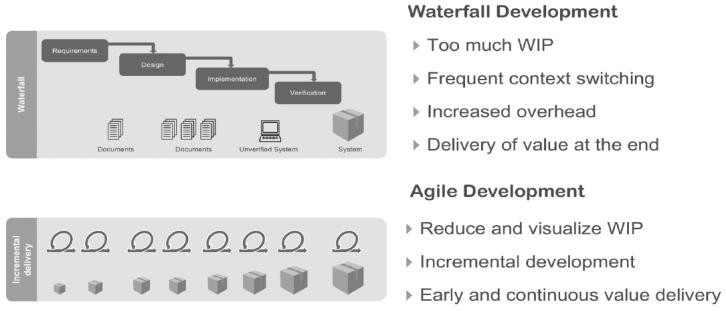 Waterfall
Requirements
Design
Implementation
Verification
Documents
Documents
Unverified System
System
Waterfall Development
Too much WIP
Frequent context switching
Increased overhead
Delivery of value at the end
Incremental
delivery
Agile Development
Reduce and visualize WIP
Incremental development
Early and continuous value delivery